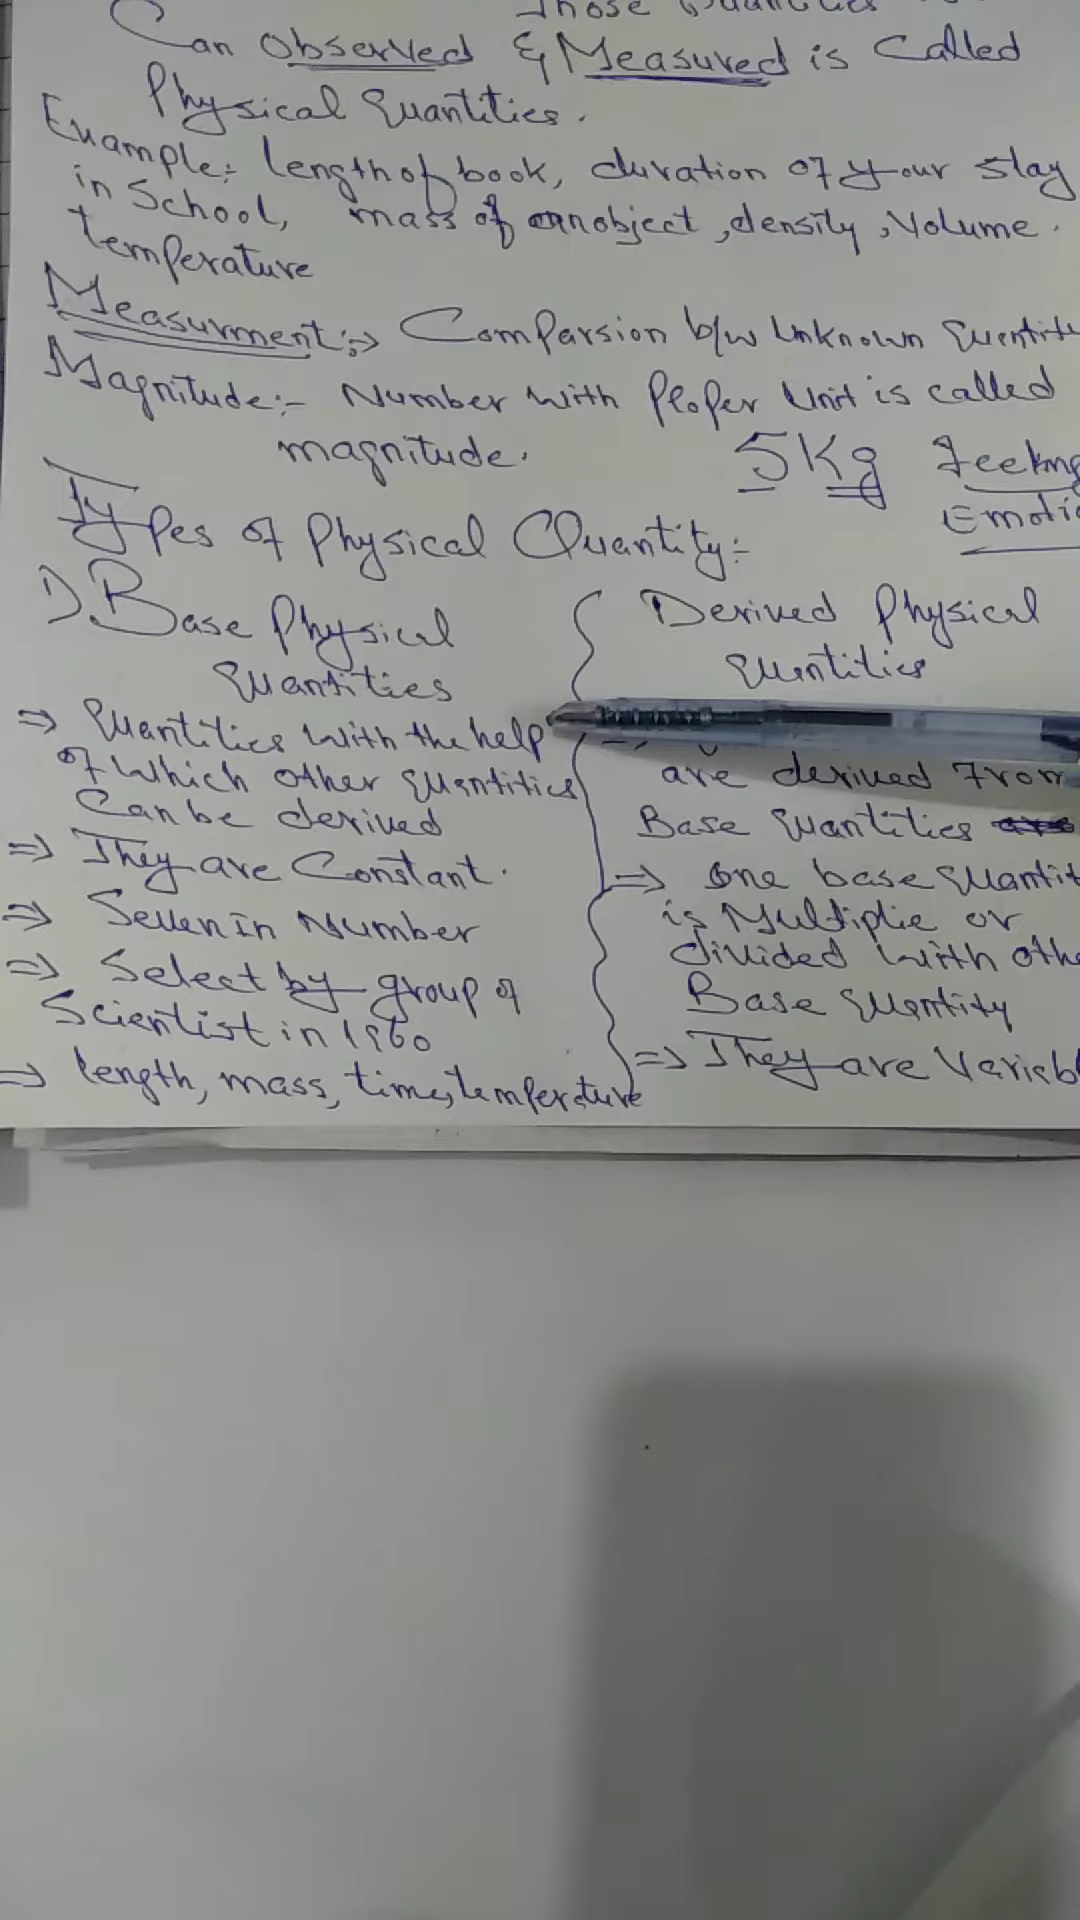 Those Quantities
Can Observed & Measured is Called
Physical Quantities.
Example:- length of book, duration of your stay
in School, mass of an object, density, Volume.
temperature
Measurment:-> Comparsion b/w Unknown
Magnitude:- Number with Proper Unit is called
magnitude.
5Kg
Types of Physical Quantity:-
1). Base Physical
Quantities
=> Quantities with the help
of which other quantities
Can be derived
=> They are Constant.
=> Seven in Number
=> Select by group of
Scientist in 1960
=> length, mass, time, temperature
Derived Physical
Quntities
are derived from
Base Quantities
=> one base
is Multiplie or
divided with
Base Quantity
=> They are